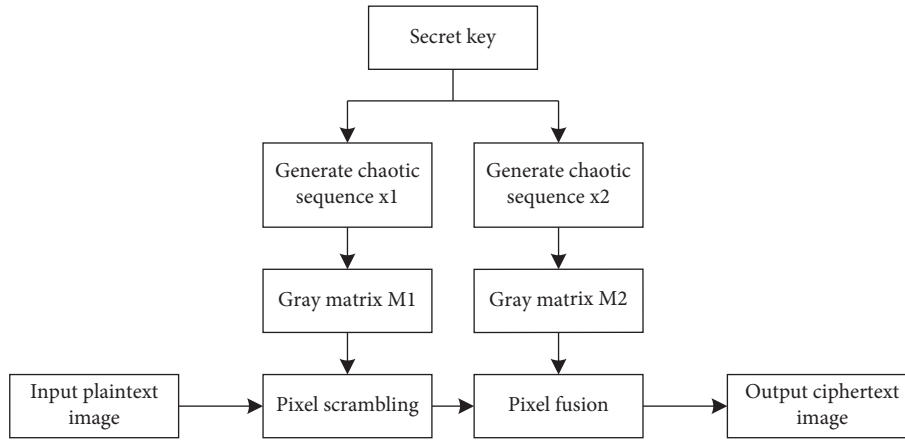 Secret key
Generate chaotic
sequence x1
Generate chaotic
sequence x2
Gray matrix M1
Gray matrix M2
Input plaintext
image
Pixel scrambling
Pixel fusion
Output ciphertext
image